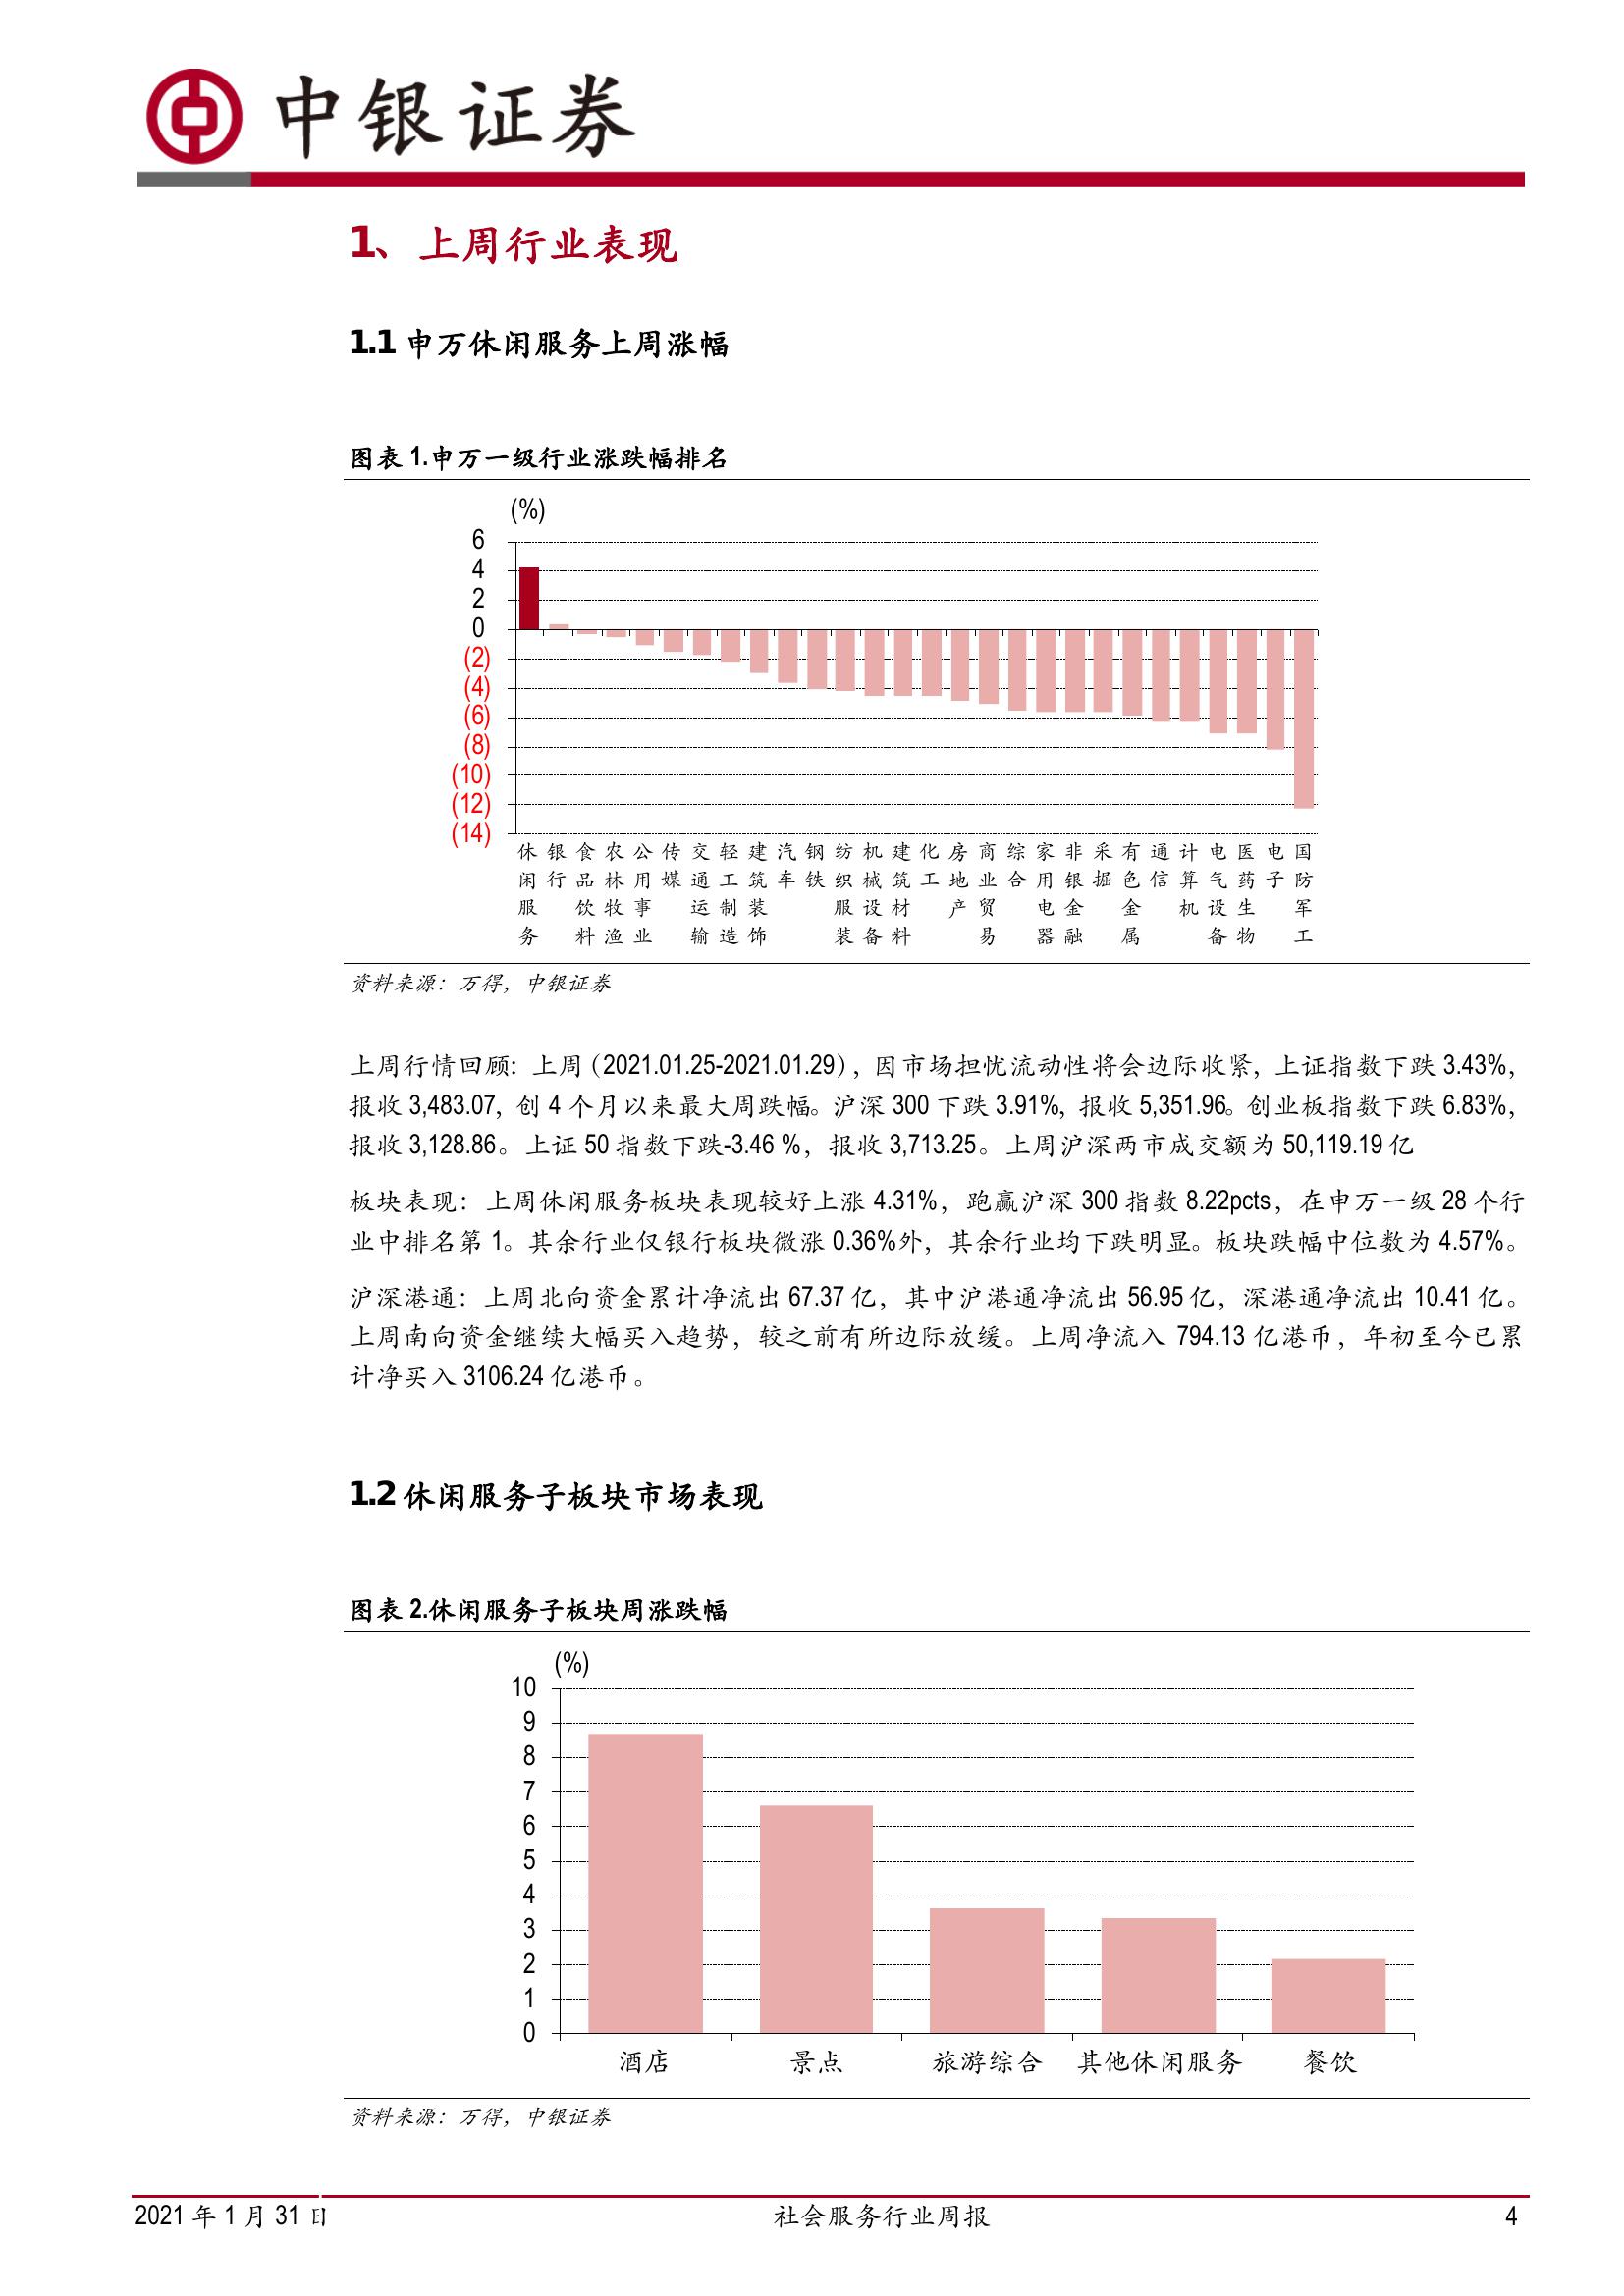 中银证券
1、上周行业表现
1.1 申万休闲服务上周涨幅
图表 1.申万一级行业涨跌幅排名
(%)
6
4
2
0
(2)
(4)
(6)
(8)
(10)
(12)
(14)
休闲服务 银行 食品饮料 农林牧渔 公用事业 传媒 交通运输 轻工制造 建筑装饰 汽车 钢铁 纺织服装 机械设备 建筑材料 化工 房地产 商业贸易 综合 家用电器 非银金融 采掘 有色金属 通信 计算机 电气设备 医药生物 电子 国防军工
资料来源：万得，中银证券
上周行情回顾: 上周（2021.01.25-2021.01.29），因市场担忧流动性将会边际收紧，上证指数下跌 3.43%，
报收 3,483.07, 创 4 个月以来最大周跌幅。沪深 300 下跌 3.91%, 报收 5,351.96。创业板指数下跌 6.83%,
报收 3,128.86。上证 50 指数下跌-3.46 %，报收 3,713.25。上周沪深两市成交额为 50,119.19 亿
板块表现：上周休闲服务板块表现较好上涨 4.31%，跑赢沪深 300 指数 8.22pcts，在申万一级 28 个行
业中排名第 1。其余行业仅银行板块微涨 0.36%外，其余行业均下跌明显。板块跌幅中位数为 4.57%。
沪深港通：上周北向资金累计净流出 67.37 亿，其中沪港通净流出 56.95 亿，深港通净流出 10.41 亿。
上周南向资金继续大幅买入趋势，较之前有所边际放缓。上周净流入 794.13 亿港币，年初至今已累
计净买入 3106.24 亿港币。
1.2 休闲服务子板块市场表现
图表 2.休闲服务子板块周涨跌幅
(%)
10
9
8
7
6
5
4
3
2
1
0
酒店 景点 旅游综合 其他休闲服务 餐饮
资料来源：万得，中银证券
2021 年 1 月 31 日 社会服务行业周报 4